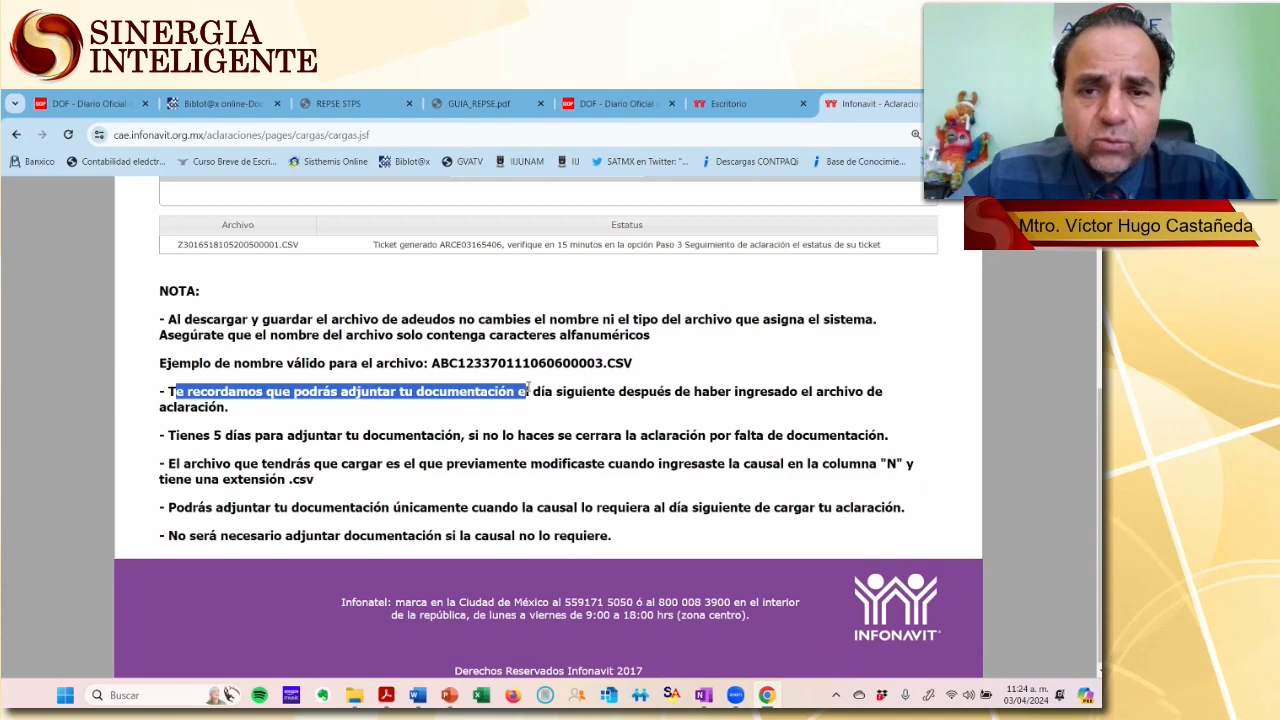 SINERGIA
INTELIGENTE
DOF - Diario Oficial
Biblot@x online-Doc
REPSE STPS
GUIA_REPSE.pdf
DOF - Diario Oficial
Escritorio
Infonavit - Aclaracio
cae.infonavit.org.mx/aclaraciones/pages/cargas/cargas.jsf
Banxico
Contabilidad eledctr...
Curso Breve de Escri...
Sisthemis Online
Biblot@x
GVATV
IIJUNAM
IIJ
SATMX en Twitter: "...
Descargas CONTPAQi
Base de Conocimie...
Mtro. Víctor Hugo Castañeda
Archivo Estatus
Z3016518105200500001.CSV Ticket generado ARCE03165406, verifique en 15 minutos en la opción Paso 3 Seguimiento de aclaración el estatus de su ticket
NOTA:
- Al descargar y guardar el archivo de adeudos no cambies el nombre ni el tipo del archivo que asigna el sistema.
Asegúrate que el nombre del archivo solo contenga caracteres alfanuméricos
Ejemplo de nombre válido para el archivo: ABC123370111060600003.CSV
- Te recordamos que podrás adjuntar tu documentación el día siguiente después de haber ingresado el archivo de
aclaración.
- Tienes 5 días para adjuntar tu documentación, si no lo haces se cerrara la aclaración por falta de documentación.
- El archivo que tendrás que cargar es el que previamente modificaste cuando ingresaste la causal en la columna "N" y
tiene una extensión .csv
- Podrás adjuntar tu documentación únicamente cuando la causal lo requiera al día siguiente de cargar tu aclaración.
- No será necesario adjuntar documentación si la causal no lo requiere.
Infonatel: marca en la Ciudad de México al 559171 5050 ó al 800 008 3900 en el interior
de la república, de lunes a viernes de 9:00 a 18:00 hrs (zona centro).
INFONAVIT
Derechos Reservados Infonavit 2017
Buscar
11:24 a. m.
03/04/2024